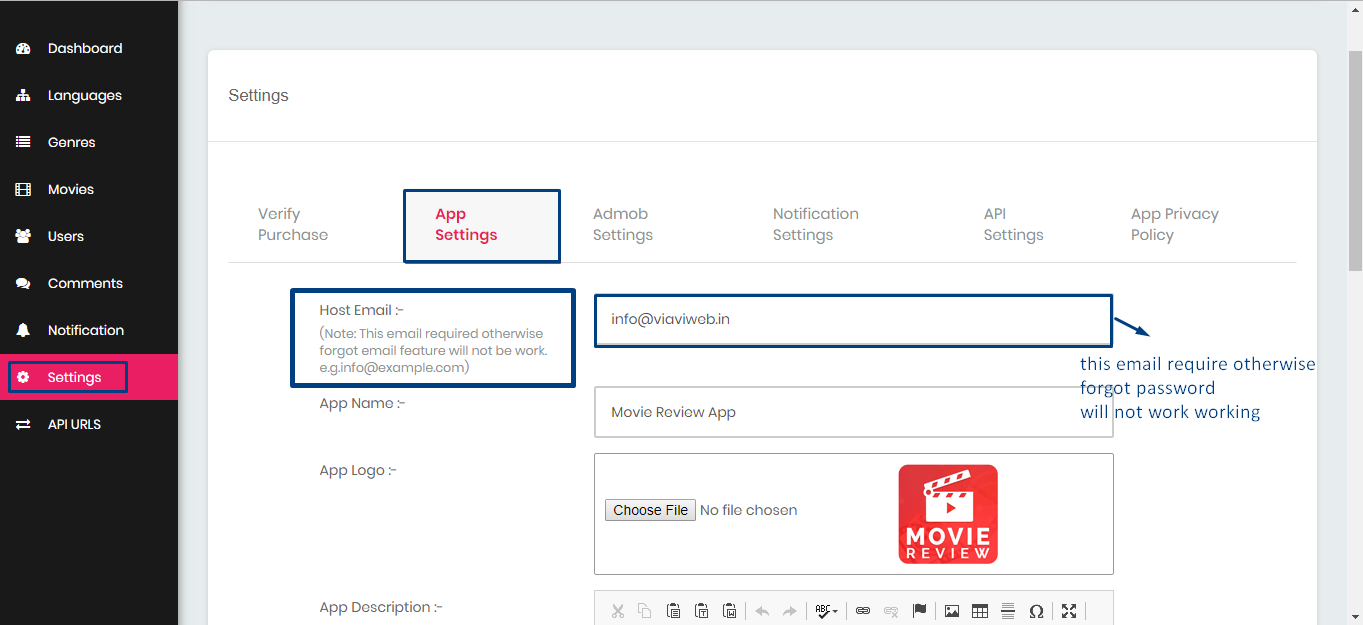 Dashboard
Languages
Genres
Movies
Users
Comments
Notification
Settings
API URLS
Settings
Verify
Purchase
App
Settings
Admob
Settings
Notification
Settings
API
Settings
App Privacy
Policy
Host Email :-
(Note: This email required otherwise
forgot email feature will not be work.
e.g.info@example.com)
info@viaviweb.in
this email require otherwise
forgot password
will not work working
App Name :-
Movie Review App
App Logo :-
Choose File No file chosen
MOVIE
REVIEW
App Description :-
ABC